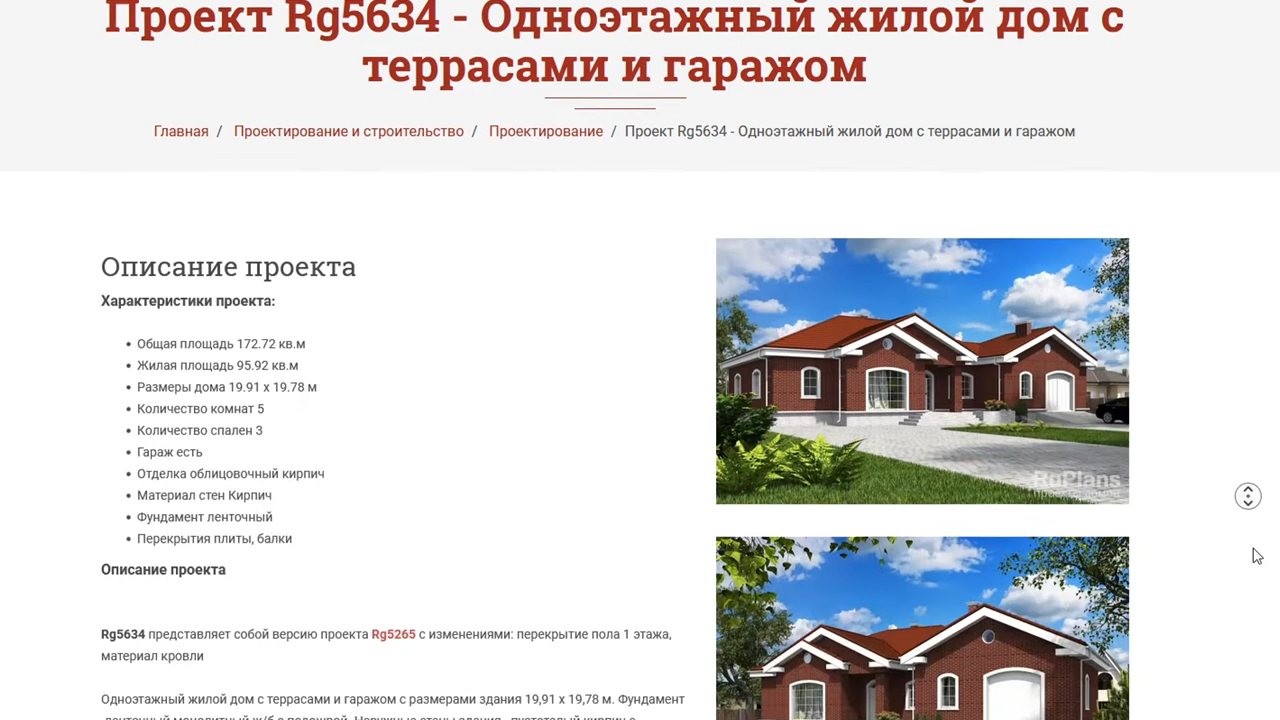 Проект Rg5634 - Одноэтажный жилой дом с
террасами и гаражом
Главная / Проектирование и строительство / Проектирование / Проект Rg5634 - Одноэтажный жилой дом с террасами и гаражом
Описание проекта
Характеристики проекта:
• Общая площадь 172.72 кв.м
• Жилая площадь 95.92 кв.м
• Размеры дома 19.91 x 19.78 м
• Количество комнат 5
• Количество спален 3
• Гараж есть
• Отделка облицовочный кирпич
• Материал стен Кирпич
• Фундамент ленточный
• Перекрытия плиты, балки
Описание проекта
Rg5634 представляет собой версию проекта Rg5265 с изменениями: перекрытие пола 1 этажа,
материал кровли
Одноэтажный жилой дом с террасами и гаражом с размерами здания 19,91 x 19,78 м. Фундамент
RuPlans